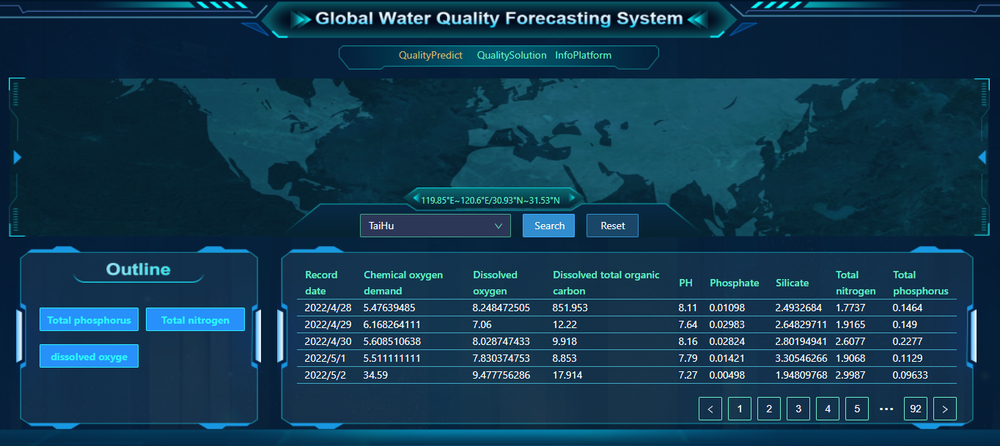 Global Water Quality Forecasting System
QualityPredict QualitySolution InfoPlatform
119.85°E~120.6°E/30.93°N~31.53°N
TaiHu Search Reset
Outline
Total phosphorus Total nitrogen
dissolved oxyge
Record date Chemical oxygen demand Dissolved oxygen Dissolved total organic carbon PH Phosphate Silicate Total nitrogen Total phosphorus
2022/4/28 5.47639485 8.248472505 851.953 8.11 0.01098 2.4932684 1.7737 0.1464
2022/4/29 6.168264111 7.06 12.22 7.64 0.02983 2.64829711 1.9165 0.149
2022/4/30 5.608510638 8.028747433 9.918 8.16 0.02824 2.80194941 2.6077 0.2277
2022/5/1 5.511111111 7.830374753 8.853 7.79 0.01421 3.30546266 1.9068 0.1129
2022/5/2 34.59 9.477756286 17.914 7.27 0.00498 1.94809768 2.9987 0.09633
< 1 2 3 4 5 ••• 92 >